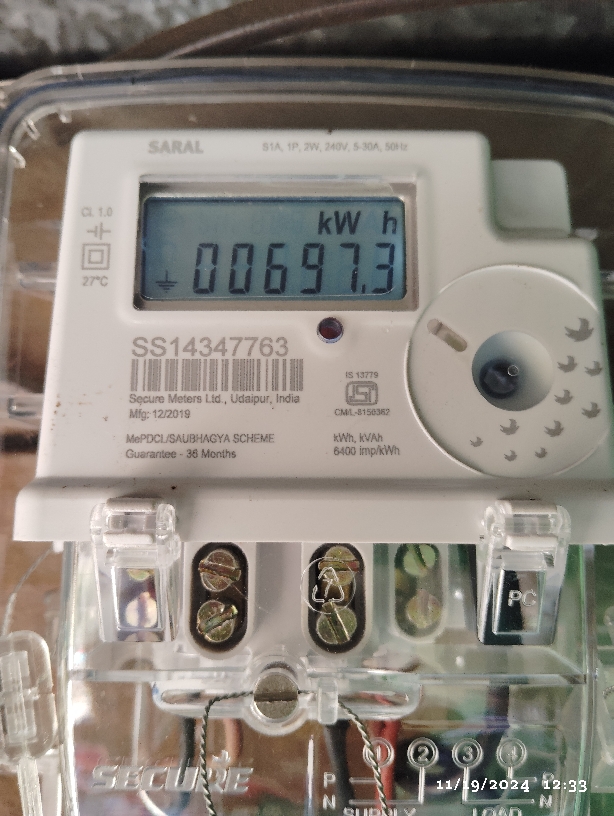 SARAL
S1A, 1P, 2W, 240V, 5-30A, 50Hz
CL 1.0
27°C
kW h
00697.3
SS14347763
Secure Meters Ltd., Udaipur, India
Mfg: 12/2019
MePDCL/SAUBHAGYA SCHEME
Guarantee - 36 Months
IS 13779
CM/L-8150362
kWh, kVAh
6400 imp/kWh
PC
SECURE
1 2 3 4
P P
N N
SUPPLY LOAD
11/19/2024 12:33